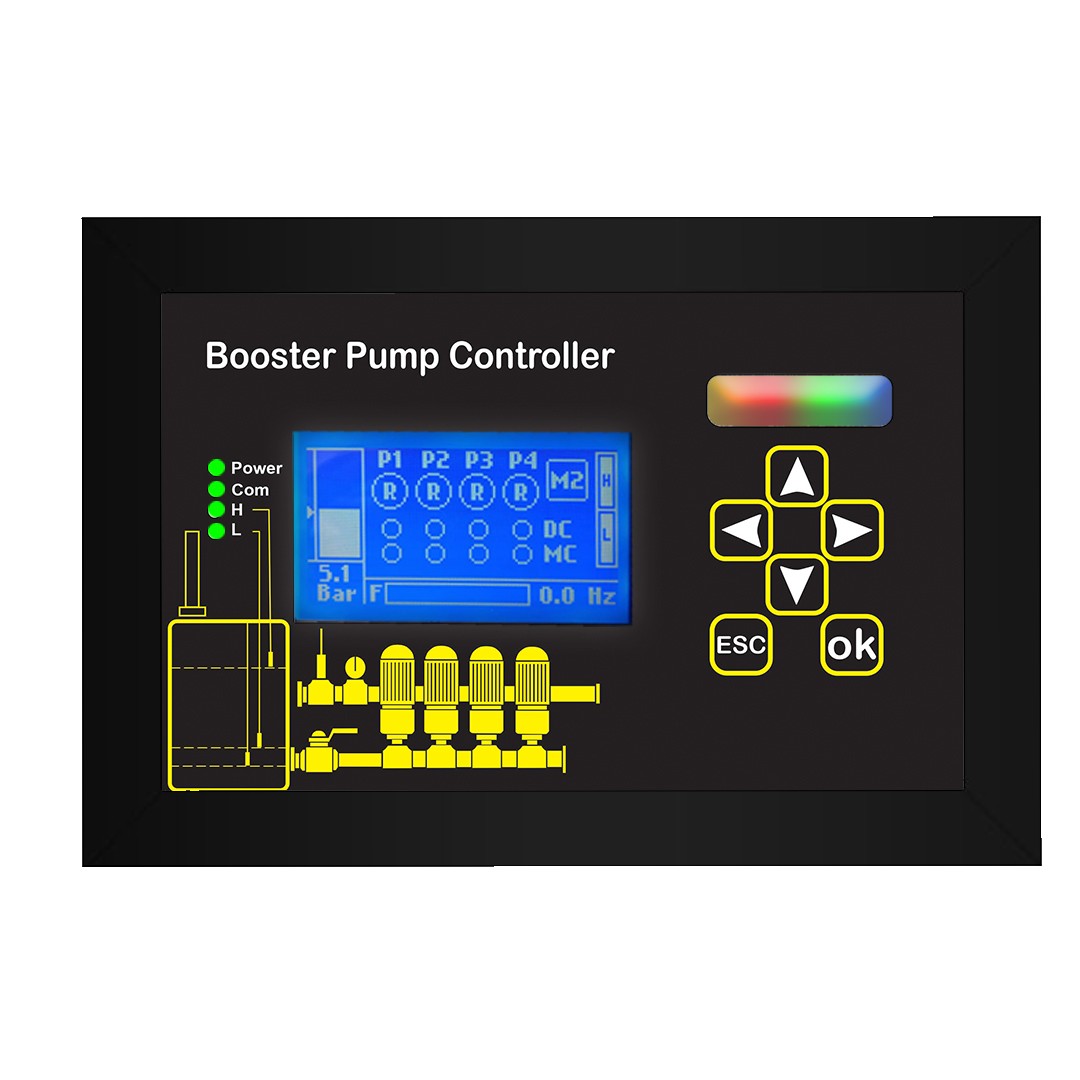 Booster Pump Controller
Power
Com
H
L
P1 P2 P3 P4 M2 H
R R R R
DC L
MC
5.1
Bar F 0.0 Hz
ESC ok